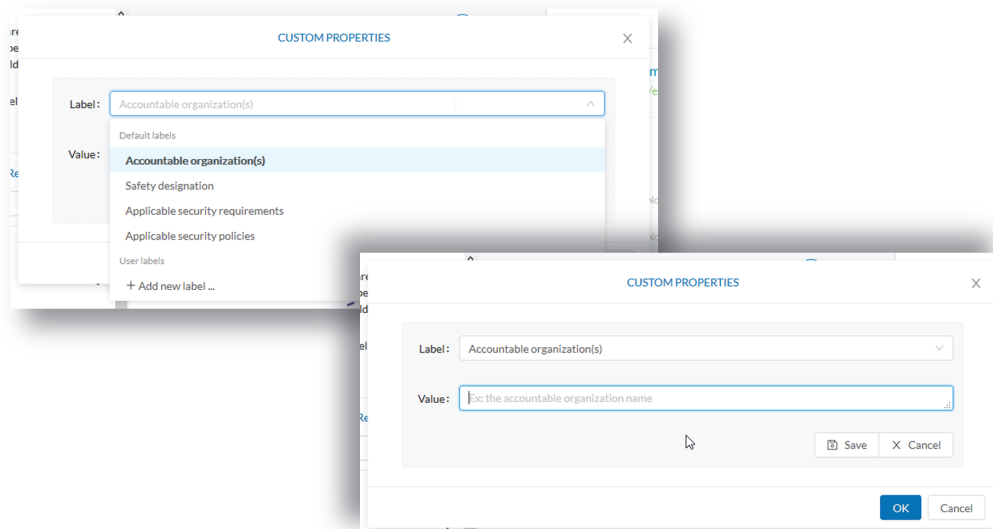 CUSTOM PROPERTIES
Label :
Accountable organization(s)
Default labels
Value :
Accountable organization(s)
Safety designation
Applicable security requirements
Applicable security policies
User labels
+ Add new label ...
CUSTOM PROPERTIES
Label :
Accountable organization(s)
Value :
Ex: the accountable organization name
Save
Cancel
OK
Cancel